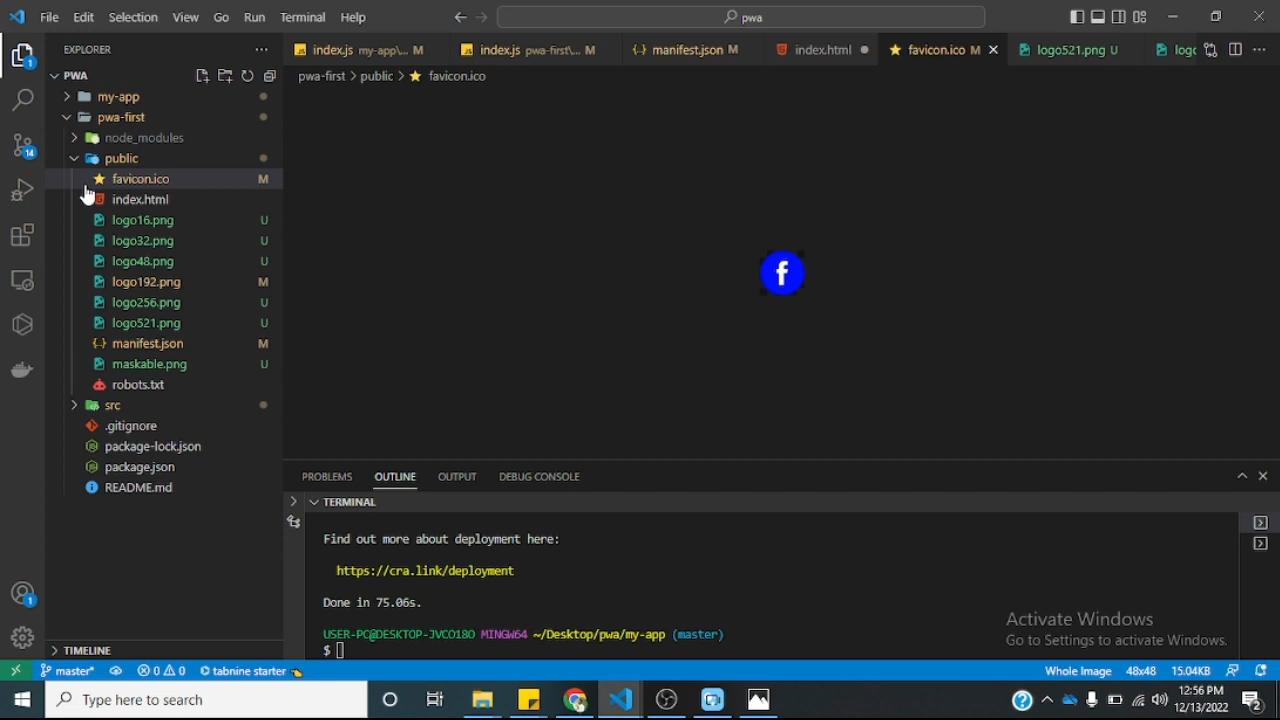 File Edit Selection View Go Run Terminal Help
pwa
EXPLORER
index.js my-app\... M
index.js pwa-first\... M
manifest.json M
index.html
favicon.ico M
logo521.png U
PWA
pwa-first > public > favicon.ico
my-app
pwa-first
node_modules
public
favicon.ico M
index.html
logo16.png U
logo32.png U
logo48.png U
logo192.png M
logo256.png U
logo521.png U
manifest.json M
maskable.png U
robots.txt
src
.gitignore
package-lock.json
package.json
README.md
TIMELINE
1
14
1
f
PROBLEMS OUTLINE OUTPUT DEBUG CONSOLE
TERMINAL
Find out more about deployment here:
https://cra.link/deployment
Done in 75.06s.
USER-PC@DESKTOP-JVCO18O MINGW64 ~/Desktop/pwa/my-app (master)
$
Activate Windows
Go to Settings to activate Windows.
master* 0 0 tabnine starter Whole Image 48x48 15.04KB
Type here to search
12:56 PM
12/13/2022
2